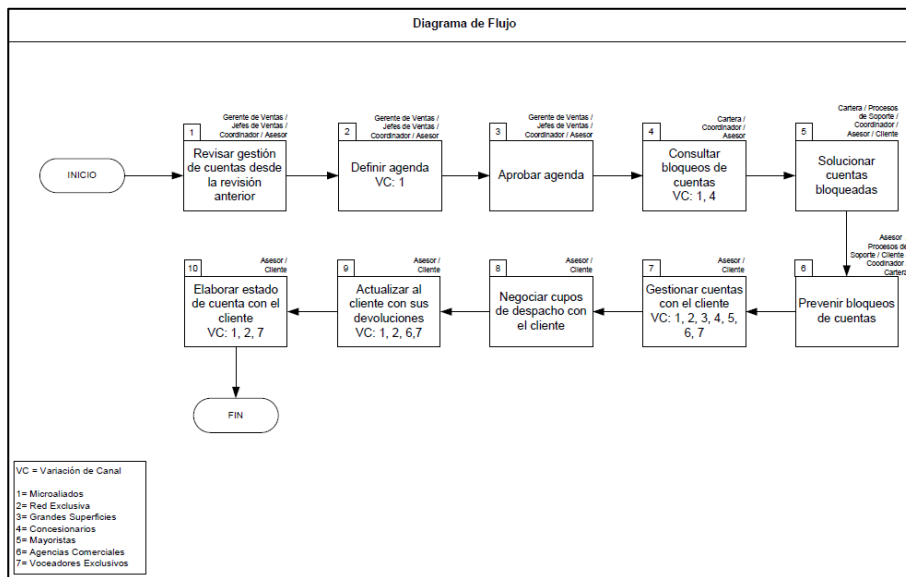 Diagrama de Flujo
INICIO
Gerente de Ventas /
Jefes de Ventas /
Coordinador / Asesor
1
Revisar gestión
de cuentas desde
la revisión
anterior
Gerente de Ventas /
Jefes de Ventas /
Coordinador / Asesor
2
Definir agenda
VC: 1
Gerente de Ventas /
Jefes de Ventas /
Coordinador / Asesor
3
Aprobar agenda
Cartera /
Coordinador /
Asesor
4
Consultar
bloqueos de
cuentas
VC: 1, 4
Cartera / Procesos
de Soporte /
Coordinador /
Asesor / Cliente
5
Solucionar
cuentas
bloqueadas
Asesor
Procesos de
Soporte / Cliente
Coodinador /
Cartera
6
Prevenir bloqueos
de cuentas
Asesor /
Cliente
7
Gestionar cuentas
con el cliente
VC: 1, 2, 3, 4, 5,
6, 7
Asesor /
Cliente
8
Negociar cupos
de despacho con
el cliente
Asesor /
Cliente
9
Actualizar al
cliente con sus
devoluciones
VC: 1, 2, 6,7
Asesor /
Cliente
10
Elaborar estado
de cuenta con el
cliente
VC: 1, 2, 7
FIN
VC = Variación de Canal
1= Microaliados
2= Red Exclusiva
3= Grandes Superficies
4= Concesionarios
5= Mayoristas
6= Agencias Comerciales
7= Voceadores Exclusivos